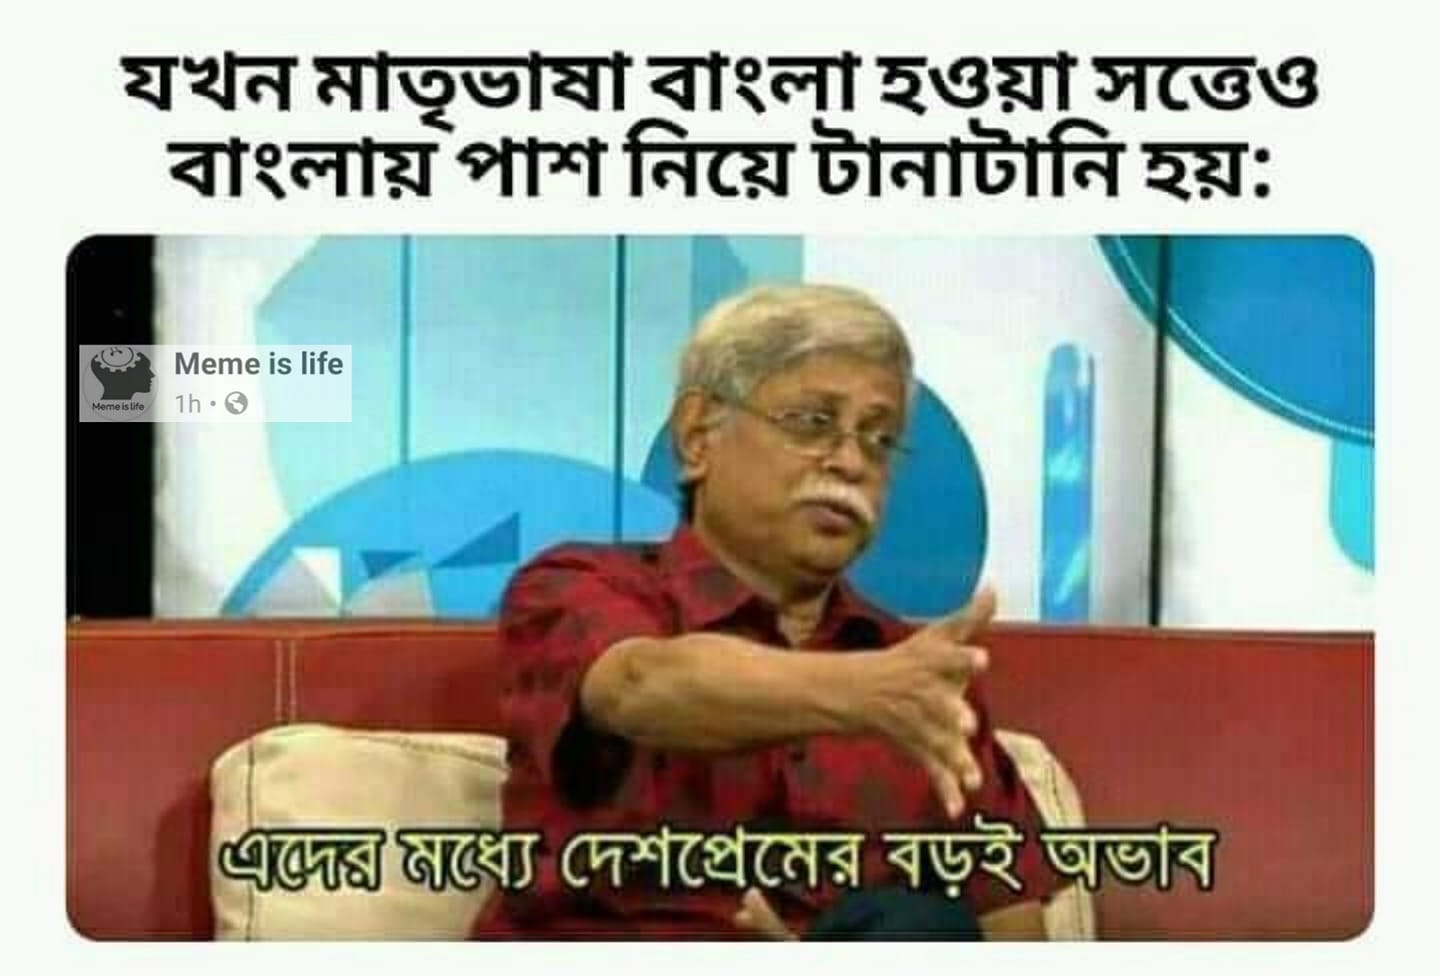 যখন মাতৃভাষা বাংলা হওয়া সত্তেও
বাংলায় পাশ নিয়ে টানাটানি হয়:
Meme is life
1h
Meme is life
এদের মধ্যে দেশপ্রেমের বড়ই অভাব